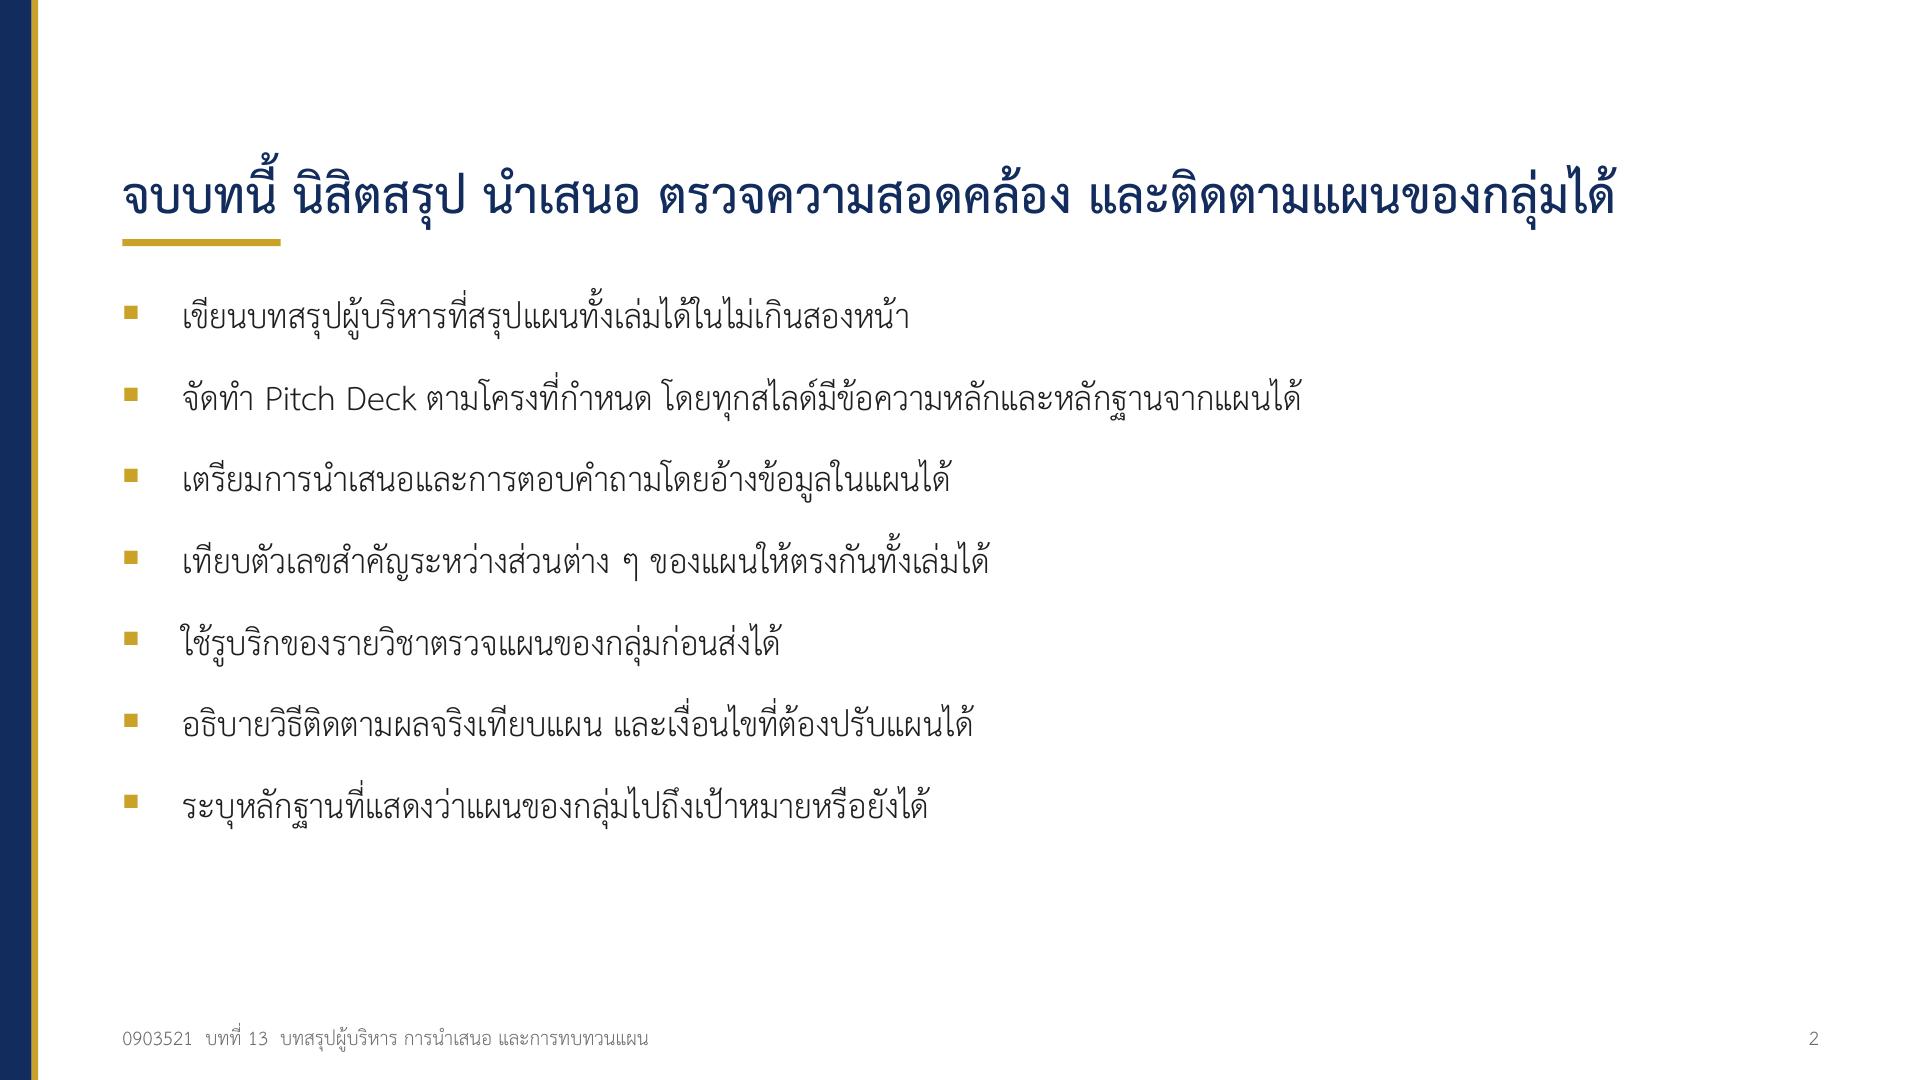 จบบทนี้ นิสิตสรุป นำเสนอ ตรวจความสอดคล้อง และติดตามแผนของกลุ่มได้
เขียนบทสรุปผู้บริหารที่สรุปแผนทั้งเล่มได้ในไม่เกินสองหน้า
จัดทำ Pitch Deck ตามโครงที่กำหนด โดยทุกสไลด์มีข้อความหลักและหลักฐานจากแผนได้
เตรียมการนำเสนอและการตอบคำถามโดยอ้างข้อมูลในแผนได้
เทียบตัวเลขสำคัญระหว่างส่วนต่าง ๆ ของแผนให้ตรงกันทั้งเล่มได้
ใช้รูบริกของรายวิชาตรวจแผนของกลุ่มก่อนส่งได้
อธิบายวิธีติดตามผลจริงเทียบแผน และเงื่อนไขที่ต้องปรับแผนได้
ระบุหลักฐานที่แสดงว่าแผนของกลุ่มไปถึงเป้าหมายหรือยังได้
0903521 บทที่ 13 บทสรุปผู้บริหาร การนำเสนอ และการทบทวนแผน
2